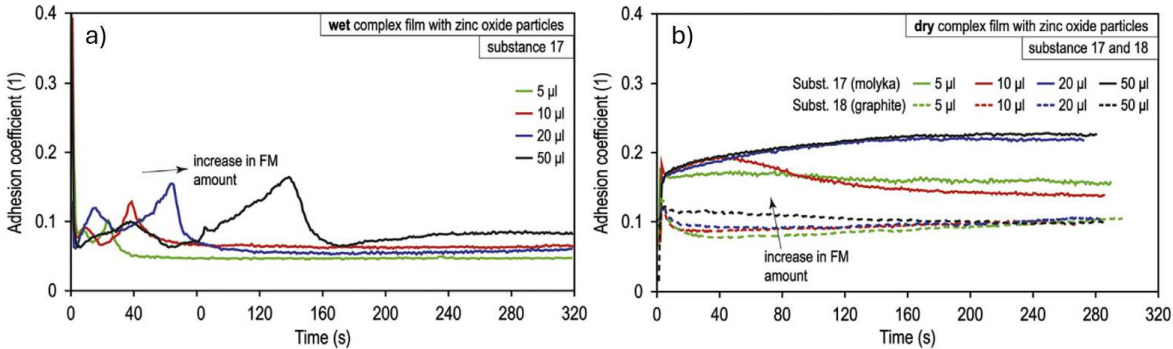 a)
wet complex film with zinc oxide particles
substance 17
Adhesion coefficient (1)
0.4
0.3
0.2
0.1
0
5 µl
10 µl
20 µl
50 µl
increase in FM
amount
0 40 80 0 120 160 200 240 280 320
Time (s)
b)
dry complex film with zinc oxide particles
substance 17 and 18
Adhesion coefficient (1)
0.4
0.3
0.2
0.1
0
Subst. 17 (molyka) 5 µl 10 µl 20 µl 50 µl
Subst. 18 (graphite) 5 µl 10 µl 20 µl 50 µl
increase in FM
amount
0 40 80 120 160 200 240 280 320
Time (s)